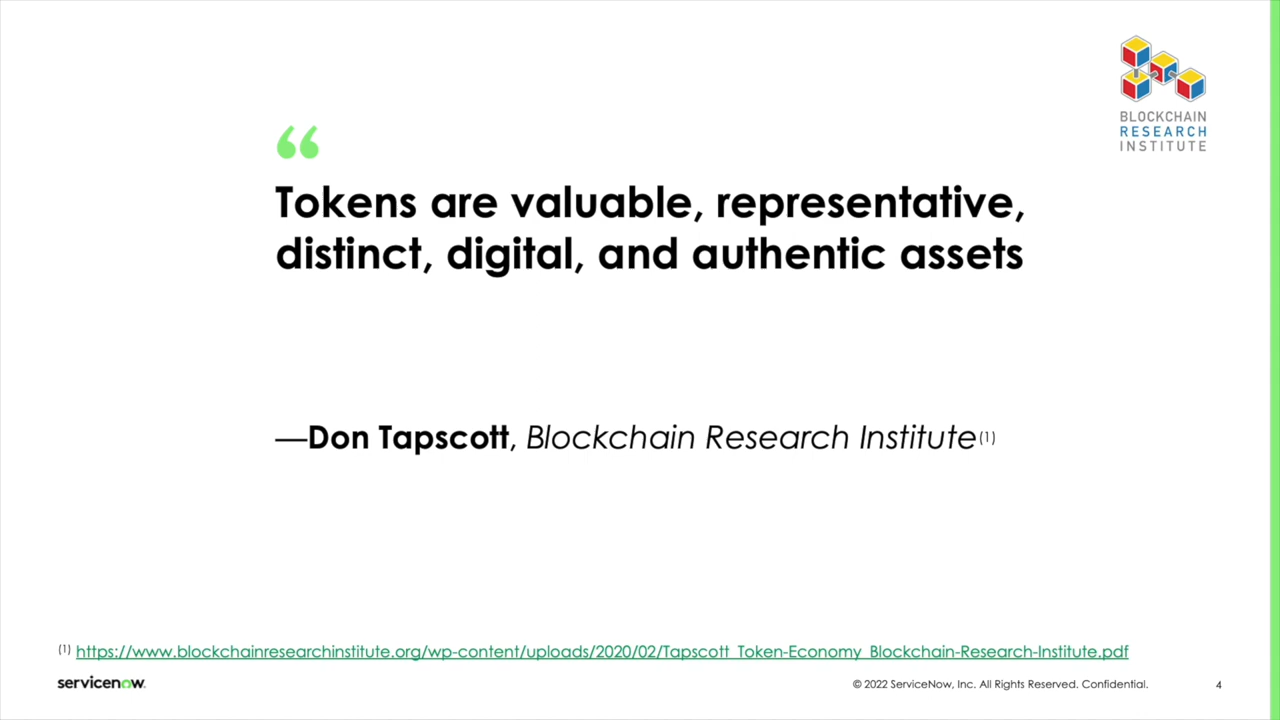 BLOCKCHAIN
RESEARCH
INSTITUTE
“
Tokens are valuable, representative,
distinct, digital, and authentic assets
—Don Tapscott, Blockchain Research Institute(1)
(1) https://www.blockchainresearchinstitute.org/wp-content/uploads/2020/02/Tapscott_Token-Economy_Blockchain-Research-Institute.pdf
servicenow.
© 2022 ServiceNow, Inc. All Rights Reserved. Confidential.
4